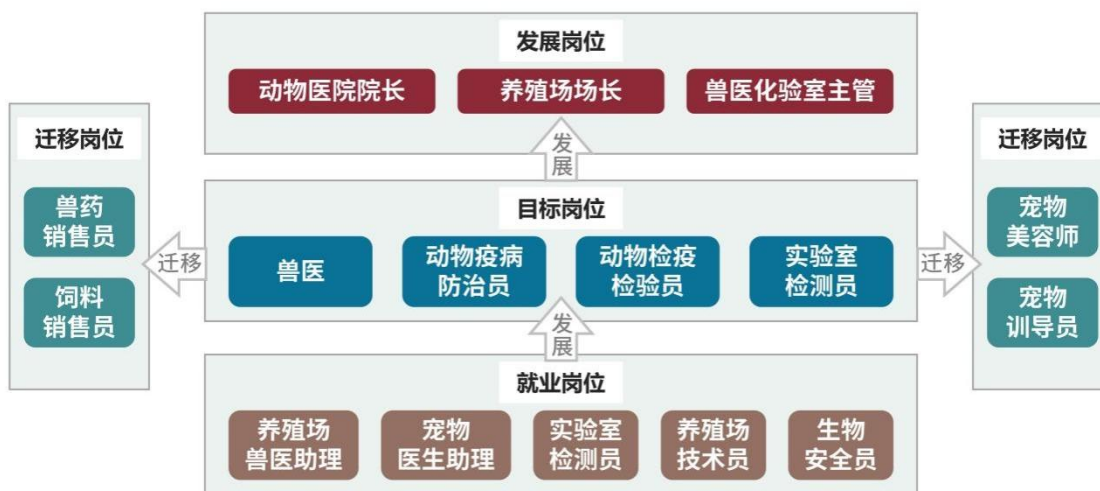 发展岗位
动物医院院长
养殖场场长
兽医化验室主管
发展
迁移岗位
兽药
销售员
饲料
销售员
迁移
目标岗位
兽医
动物疫病
防治员
动物检疫
检验员
实验室
检测员
迁移
迁移岗位
宠物
美容师
宠物
训导员
发展
就业岗位
养殖场
兽医助理
宠物
医生助理
实验室
检测员
养殖场
技术员
生物
安全员